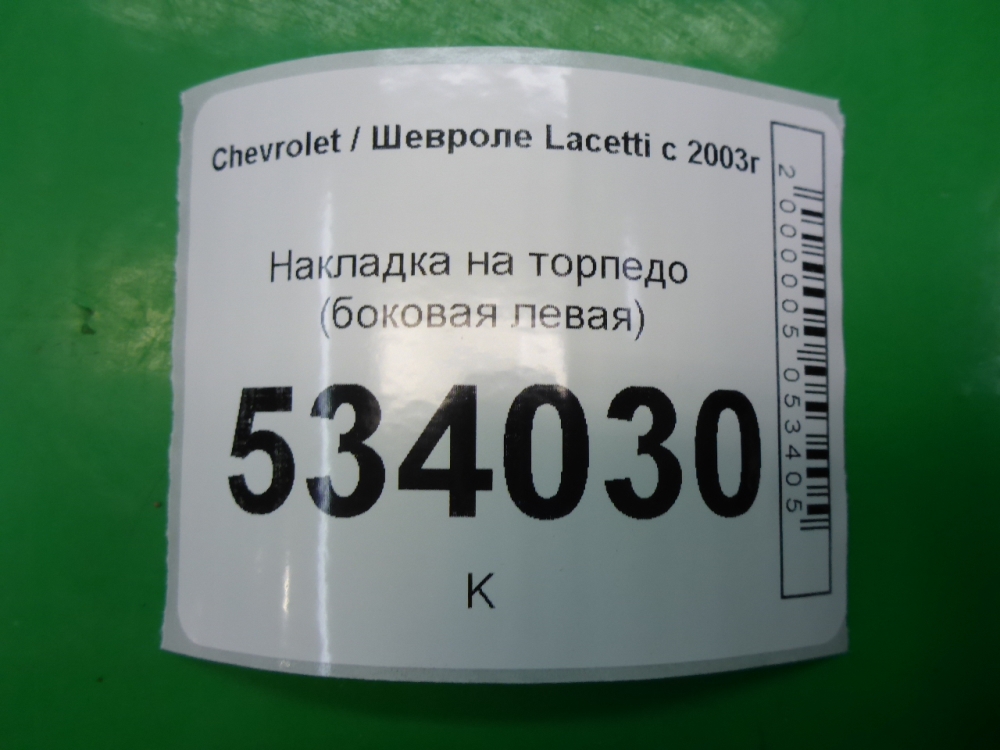 Chevrolet / Шевроле Lacetti с 2003г
Накладка на торпедо
(боковая левая)
534030
К
2000005053405